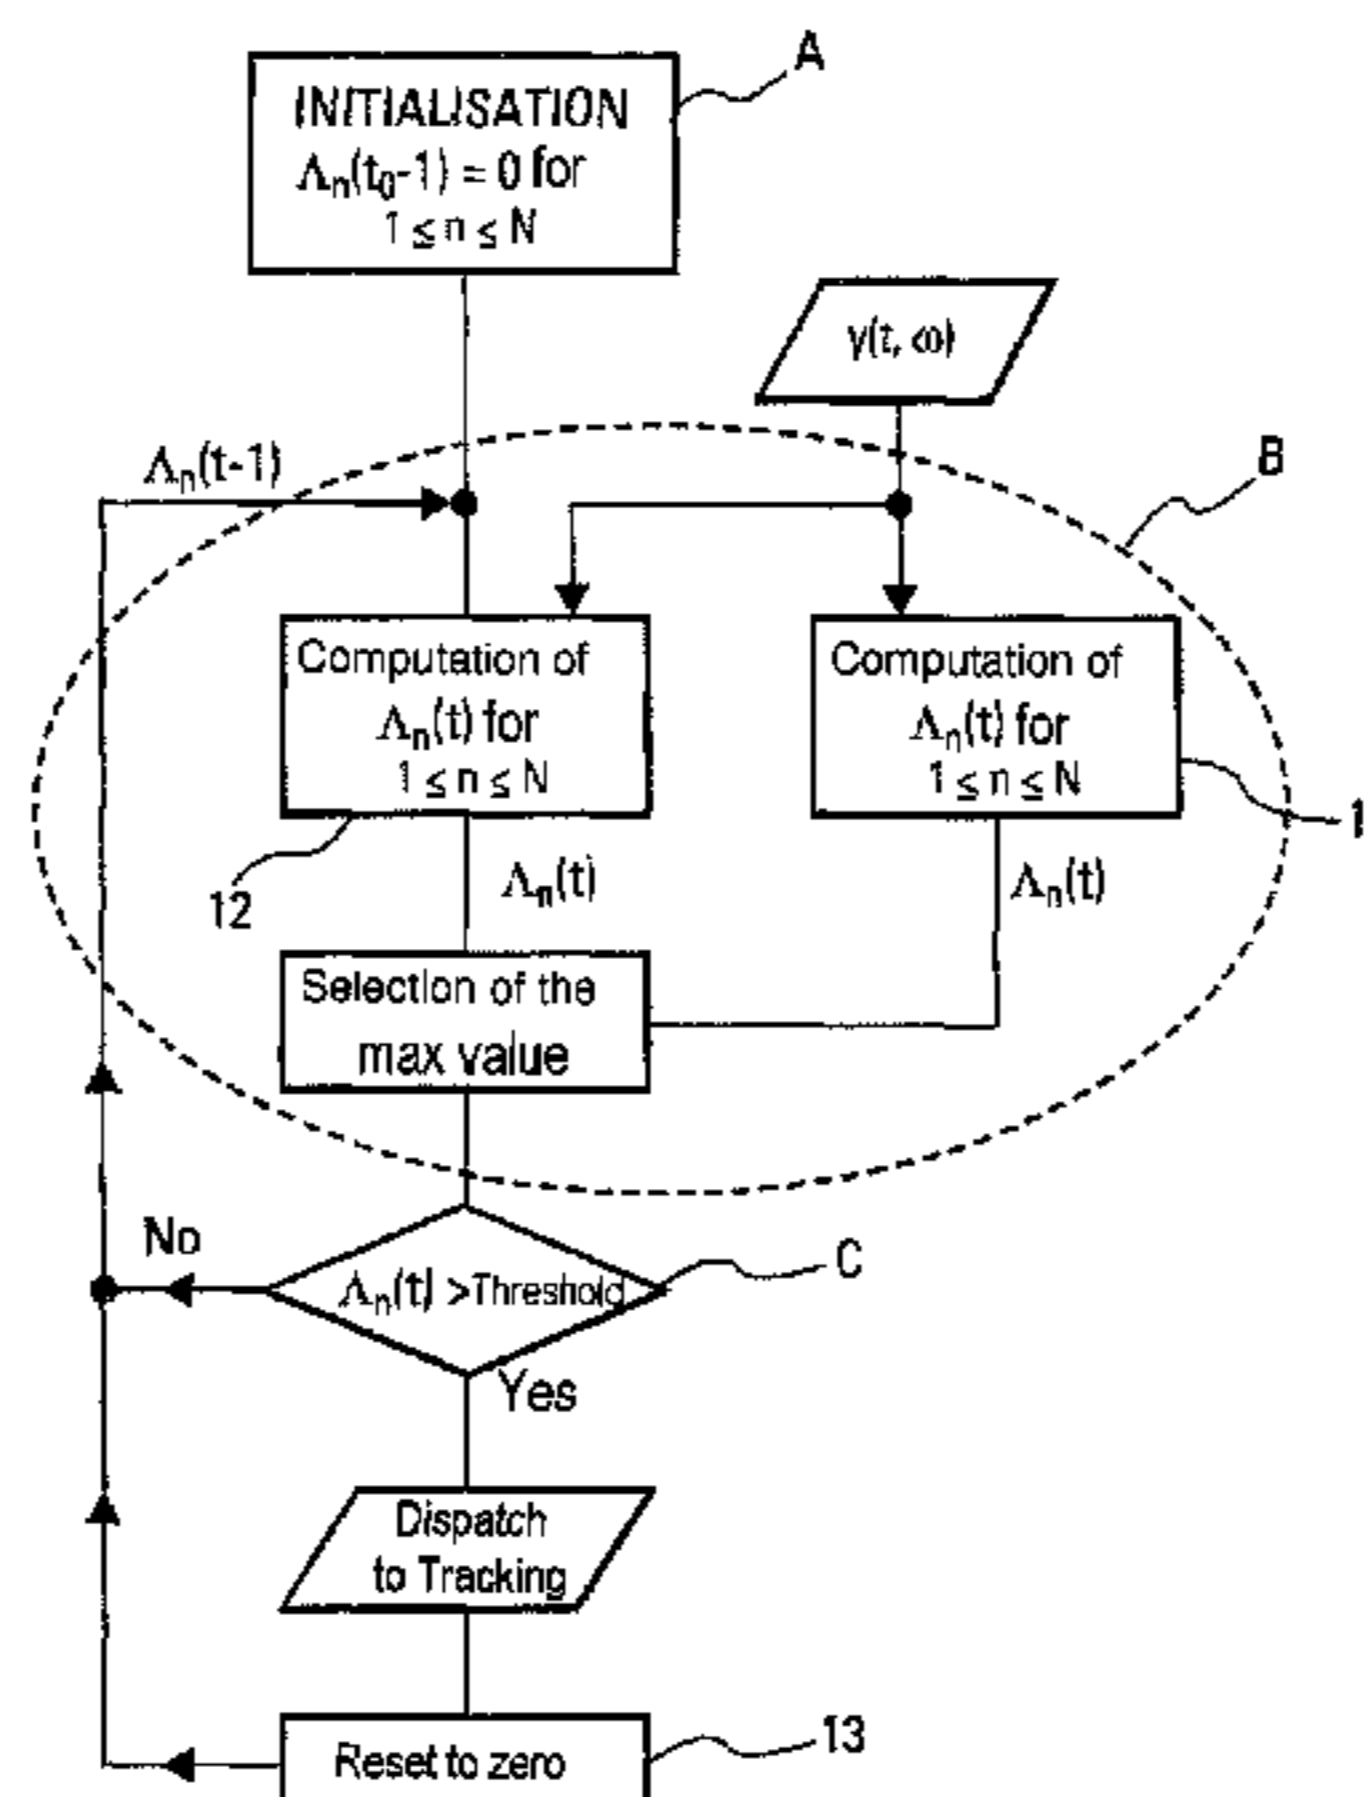 A
INITIALISATION
Λn(t0-1) = 0 for
1 ≤ n ≤ N
γ(t, ω)
Λn(t-1)
B
Computation of
Λn(t) for
1 ≤ n ≤ N
Computation of
Λn(t) for
1 ≤ n ≤ N
1
12
Λn(t)
Λn(t)
Selection of the
max value
No
Λn(t) >Threshold
C
Yes
Dispatch
to Tracking
Reset to zero
13